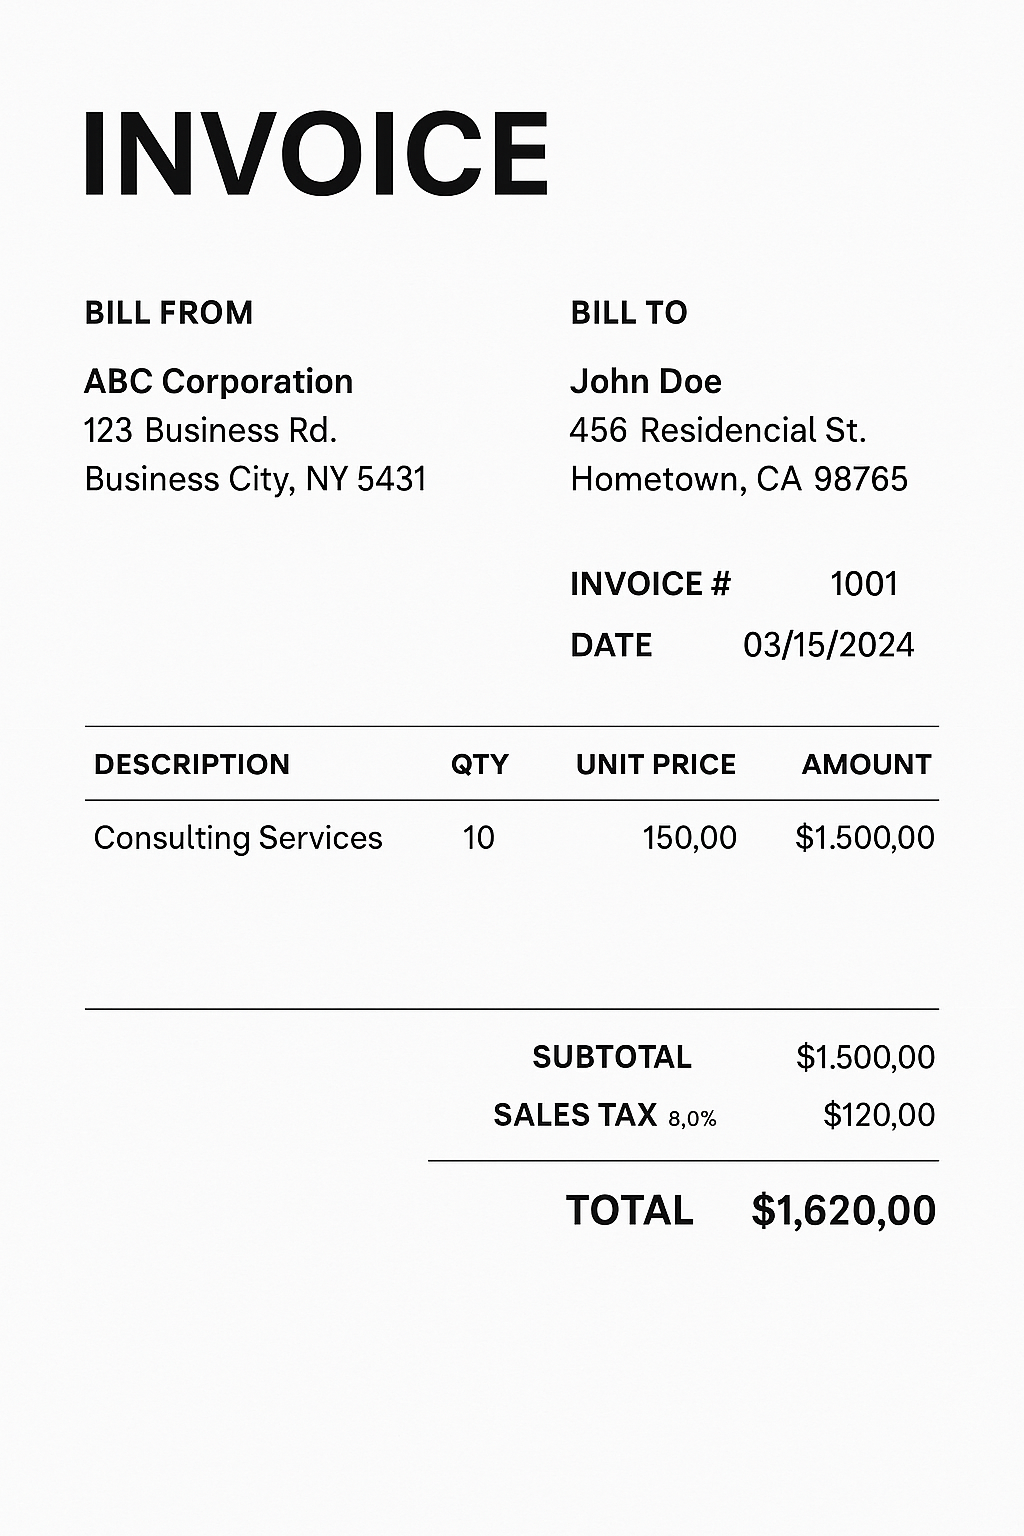 INVOICE
BILL FROM
ABC Corporation
123 Business Rd.
Business City, NY 5431
BILL TO
John Doe
456 Residencial St.
Hometown, CA 98765
INVOICE # 1001
DATE 03/15/2024
DESCRIPTION QTY UNIT PRICE AMOUNT
Consulting Services 10 150,00 $1.500,00
SUBTOTAL $1.500,00
SALES TAX 8,0% $120,00
TOTAL $1,620,00